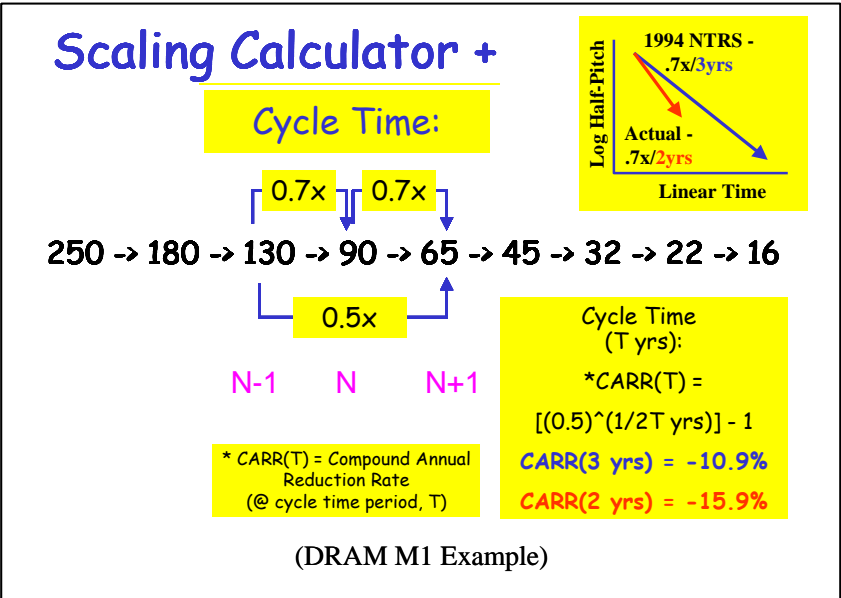 Scaling Calculator +
Cycle Time:
Log Half-Pitch
1994 NTRS -
.7x/3yrs
Actual -
.7x/2yrs
Linear Time
0.7x 0.7x
250 -> 180 -> 130 -> 90 -> 65 -> 45 -> 32 -> 22 -> 16
0.5x
N-1 N N+1
* CARR(T) = Compound Annual
Reduction Rate
(@ cycle time period, T)
Cycle Time
(T yrs):
*CARR(T) =
[(0.5)^(1/2T yrs)] - 1
CARR(3 yrs) = -10.9%
CARR(2 yrs) = -15.9%
(DRAM M1 Example)